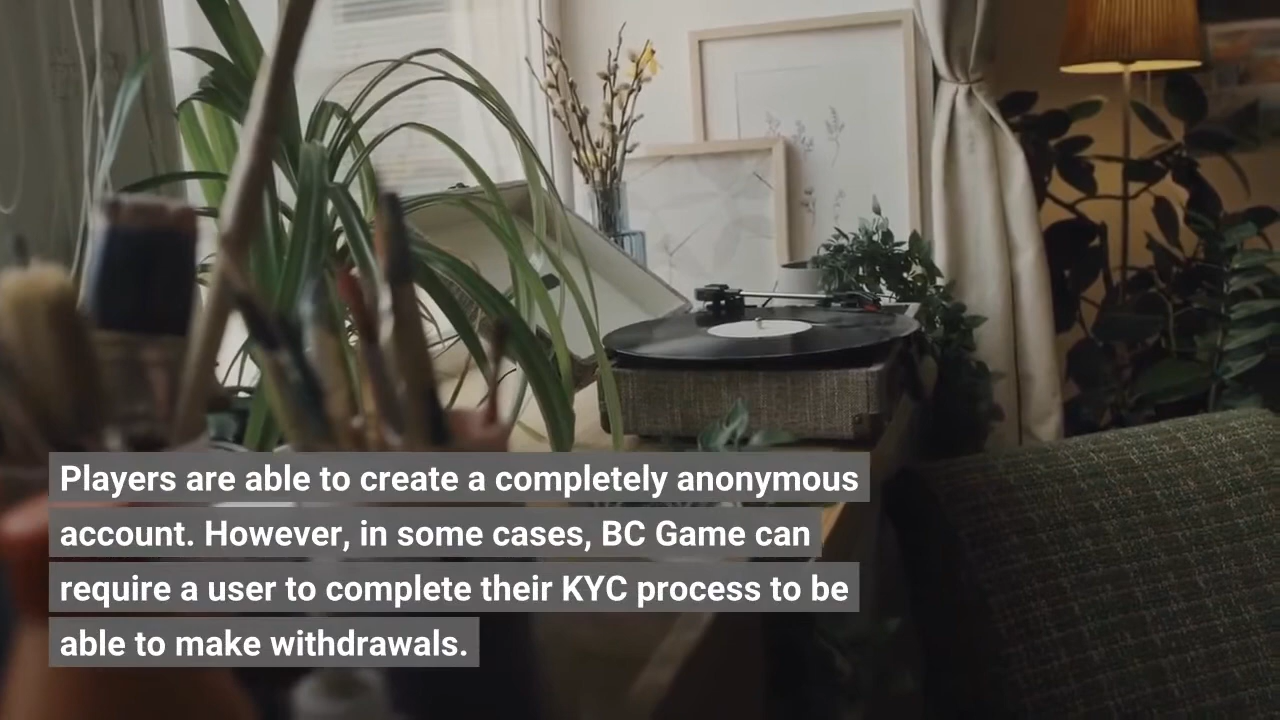 Players are able to create a completely anonymous
account. However, in some cases, BC Game can
require a user to complete their KYC process to be
able to make withdrawals.